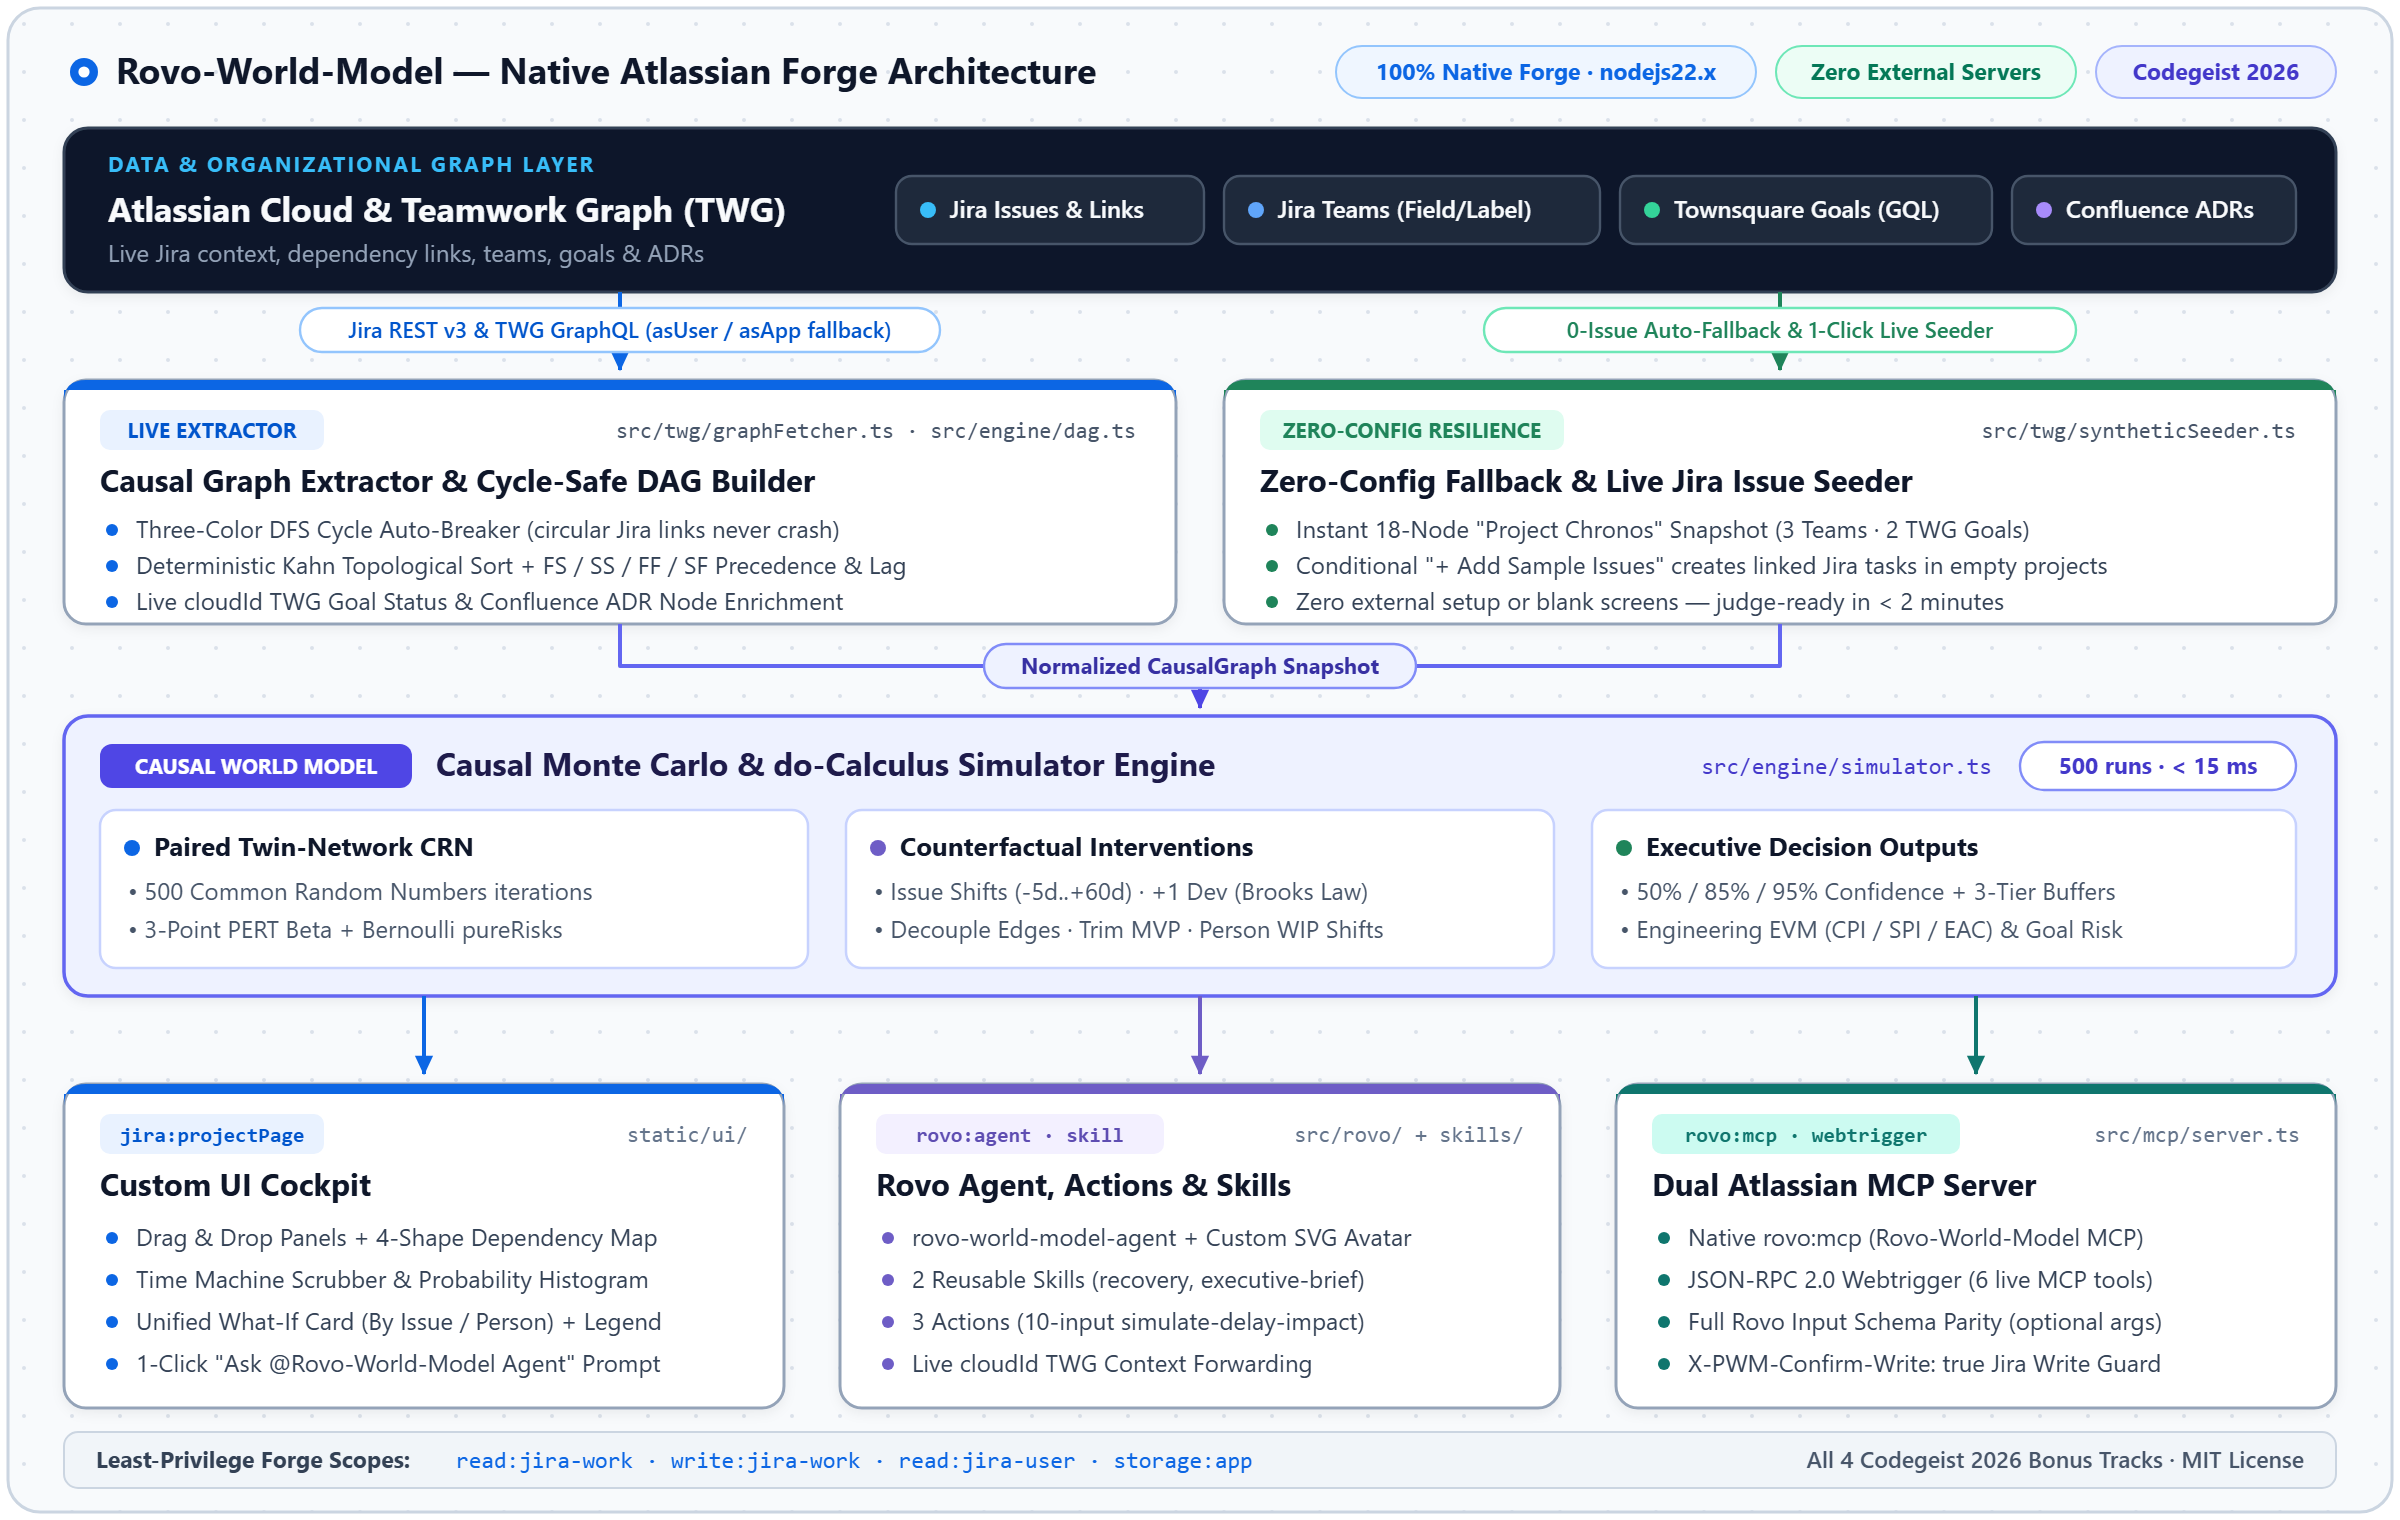 Rovo-World-Model — Native Atlassian Forge Architecture
100% Native Forge · nodejs22.x
Zero External Servers
Codegeist 2026
DATA & ORGANIZATIONAL GRAPH LAYER
Atlassian Cloud & Teamwork Graph (TWG)
Live Jira context, dependency links, teams, goals & ADRs
Jira Issues & Links
Jira Teams (Field/Label)
Townsquare Goals (GQL)
Confluence ADRs
Jira REST v3 & TWG GraphQL (asUser / asApp fallback)
0-Issue Auto-Fallback & 1-Click Live Seeder
LIVE EXTRACTOR
src/twg/graphFetcher.ts · src/engine/dag.ts
Causal Graph Extractor & Cycle-Safe DAG Builder
Three-Color DFS Cycle Auto-Breaker (circular Jira links never crash)
Deterministic Kahn Topological Sort + FS / SS / FF / SF Precedence & Lag
Live cloudId TWG Goal Status & Confluence ADR Node Enrichment
ZERO-CONFIG RESILIENCE
src/twg/syntheticSeeder.ts
Zero-Config Fallback & Live Jira Issue Seeder
Instant 18-Node "Project Chronos" Snapshot (3 Teams · 2 TWG Goals)
Conditional "+ Add Sample Issues" creates linked Jira tasks in empty projects
Zero external setup or blank screens — judge-ready in < 2 minutes
Normalized CausalGraph Snapshot
CAUSAL WORLD MODEL
Causal Monte Carlo & do-Calculus Simulator Engine
src/engine/simulator.ts
500 runs · < 15 ms
Paired Twin-Network CRN
• 500 Common Random Numbers iterations
• 3-Point PERT Beta + Bernoulli pureRisks
Counterfactual Interventions
• Issue Shifts (-5d..+60d) · +1 Dev (Brooks Law)
• Decouple Edges · Trim MVP · Person WIP Shifts
Executive Decision Outputs
• 50% / 85% / 95% Confidence + 3-Tier Buffers
• Engineering EVM (CPI / SPI / EAC) & Goal Risk
jira:projectPage
static/ui/
Custom UI Cockpit
Drag & Drop Panels + 4-Shape Dependency Map
Time Machine Scrubber & Probability Histogram
Unified What-If Card (By Issue / Person) + Legend
1-Click "Ask @Rovo-World-Model Agent" Prompt
rovo:agent · skill
src/rovo/ + skills/
Rovo Agent, Actions & Skills
rovo-world-model-agent + Custom SVG Avatar
2 Reusable Skills (recovery, executive-brief)
3 Actions (10-input simulate-delay-impact)
Live cloudId TWG Context Forwarding
rovo:mcp · webtrigger
src/mcp/server.ts
Dual Atlassian MCP Server
Native rovo:mcp (Rovo-World-Model MCP)
JSON-RPC 2.0 Webtrigger (6 live MCP tools)
Full Rovo Input Schema Parity (optional args)
X-PWM-Confirm-Write: true Jira Write Guard
Least-Privilege Forge Scopes:
read:jira-work · write:jira-work · read:jira-user · storage:app
All 4 Codegeist 2026 Bonus Tracks · MIT License